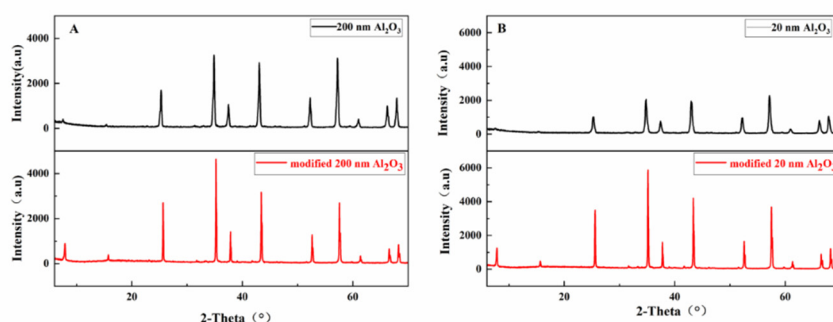 A
200 nm Al₂O₃
Intensity(a.u)
4000
2000
0
modified 200 nm Al₂O₃
Intensity (a.u)
4000
2000
0
20
40
60
2-Theta（°）
B
20 nm Al₂O₃
Intensity（a.u)
6000
4000
2000
0
modified 20 nm Al₂O₃
Intensity（a.u)
6000
4000
2000
0
20
40
60
2-Theta（°）